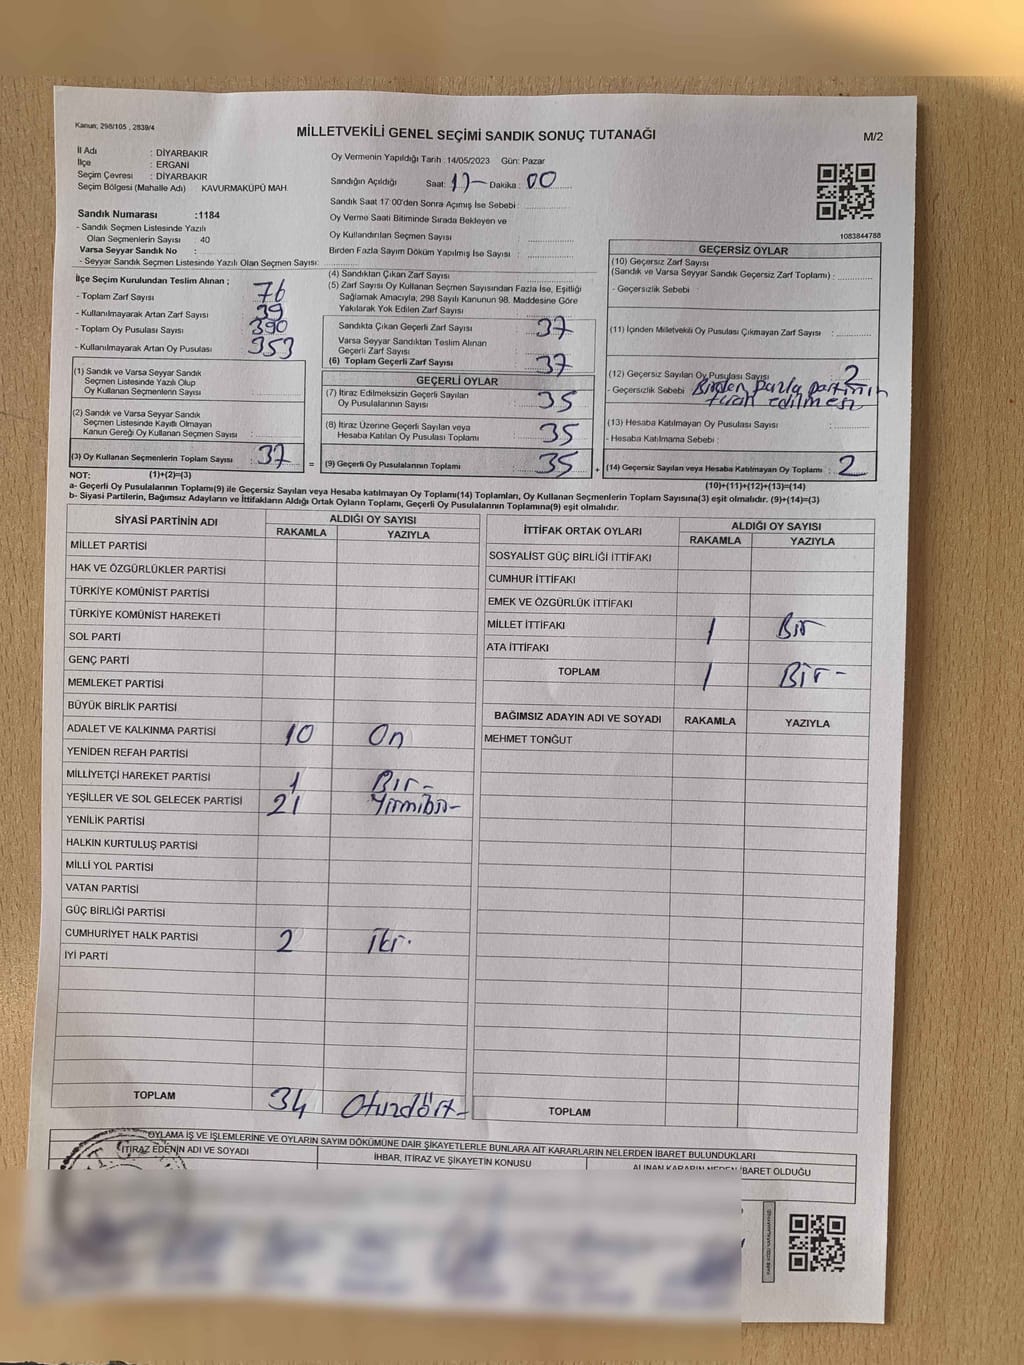 Kanun; 298/105 , 2839/4
MİLLETVEKİLİ GENEL SEÇİMİ SANDIK SONUÇ TUTANAĞI
M/2
İl Adı : DİYARBAKIR
İlçe : ERGANİ
Seçim Çevresi : DİYARBAKIR
Seçim Bölgesi (Mahalle Adı) KAVURMAKÜPÜ MAH.
Sandık Numarası :1184
- Sandık Seçmen Listesinde Yazılı
Olan Seçmenlerin Sayısı 40
Varsa Seyyar Sandık No :
- Seyyar Sandık Seçmen Listesinde Yazılı Olan Seçmen Sayısı:
Oy Vermenin Yapıldığı Tarih :14/05/2023 Gün: Pazar
Sandığın Açıldığı Saat: 17- Dakika: 00
Sandık Saat 17 00'den Sonra Açımış İse Sebebi :
Oy Verme Saati Bitiminde Sırada Bekleyen ve
Oy Kullandırılan Seçmen Sayısı :
Birden Fazla Sayım Döküm Yapılmış İse Sayısı :
1083844788
İlçe Seçim Kurulundan Teslim Alınan ;
- Toplam Zarf Sayısı : 76
- Kullanılmayarak Artan Zarf Sayısı : 39
- Toplam Oy Pusulası Sayısı : 390
- Kullanılmayarak Artan Oy Pusulası : 353
(1) Sandık ve Varsa Seyyar Sandık
Seçmen Listesinde Yazılı Olup
Oy Kullanan Seçmenlerin Sayısı :
(2) Sandık ve Varsa Seyyar Sandık
Seçmen Listesinde Kayıtlı Olmayan
Kanun Gereği Oy Kullanan Seçmen Sayısı :
(3) Oy Kullanan Seçmenlerin Toplam Sayısı : 37
(4) Sandıktan Çıkan Zarf Sayısı :
(5) Zarf Sayısı Oy Kullanan Seçmen Sayısından Fazla İse, Eşitliği
Sağlamak Amacıyla; 298 Sayılı Kanunun 98. Maddesine Göre
Yakılarak Yok Edilen Zarf Sayısı :
Sandıkta Çıkan Geçerli Zarf Sayısı : 37
Varsa Seyyar Sandıktan Teslim Alınan
Geçerli Zarf Sayısı :
(6) Toplam Geçerli Zarf Sayısı : 37
GEÇERLİ OYLAR
(7) İtiraz Edilmeksizin Geçerli Sayılan
Oy Pusulalarının Sayısı : 35
(8) İtiraz Üzerine Geçerli Sayılan veya
Hesaba Katılan Oy Pusulası Toplamı : 35
= (9) Geçerli Oy Pusulalarının Toplamı : 35 +
GEÇERSİZ OYLAR
(10) Geçersiz Zarf Sayısı
(Sandık ve Varsa Seyyar Sandık Geçersiz Zarf Toplamı) :
- Geçersizlik Sebebi :
(11) İçinden Milletvekili Oy Pusulası Çıkmayan Zarf Sayısı :
(12) Geçersiz Sayılan Oy Pusulası Sayısı : 2
- Geçersizlik Sebebi : Birden fazla partinin
tercih edilmesi
(13) Hesaba Katılmayan Oy Pusulası Sayısı :
- Hesaba Katılmama Sebebi :
(14) Geçersiz Sayılan veya Hesaba Katılmayan Oy Toplamı : 2
NOT: (1)+(2)=(3)
(10)+(11)+(12)+(13)=(14)
a- Geçerli Oy Pusulalarının Toplamı(9) ile Geçersiz Sayılan veya Hesaba katılmayan Oy Toplamı(14) Toplamları, Oy Kullanan Seçmenlerin Toplam Sayısına(3) eşit olmalıdır. (9)+(14)=(3)
b- Siyasi Partilerin, Bağımsız Adayların ve İttifakların Aldığı Ortak Oyların Toplamı, Geçerli Oy Pusulalarının Toplamına(9) eşit olmalıdır.
SİYASİ PARTİNİN ADI ALDIĞI OY SAYISI
RAKAMLA YAZIYLA
MİLLET PARTİSİ
HAK VE ÖZGÜRLÜKLER PARTİSİ
TÜRKİYE KOMÜNİST PARTİSİ
TÜRKİYE KOMÜNİST HAREKETİ
SOL PARTİ
GENÇ PARTİ
MEMLEKET PARTİSİ
BÜYÜK BİRLİK PARTİSİ
ADALET VE KALKINMA PARTİSİ 10 On
YENİDEN REFAH PARTİSİ
MİLLİYETÇİ HAREKET PARTİSİ 1 Bir-
YEŞİLLER VE SOL GELECEK PARTİSİ 21 Yirmibir-
YENİLİK PARTİSİ
HALKIN KURTULUŞ PARTİSİ
MİLLİ YOL PARTİSİ
VATAN PARTİSİ
GÜÇ BİRLİĞİ PARTİSİ
CUMHURİYET HALK PARTİSİ 2 iki.
İYİ PARTİ
TOPLAM 34 Otuzdört-
İTTİFAK ORTAK OYLARI ALDIĞI OY SAYISI
RAKAMLA YAZIYLA
SOSYALİST GÜÇ BİRLİĞİ İTTİFAKI
CUMHUR İTTİFAKI
EMEK VE ÖZGÜRLÜK İTTİFAKI
MİLLET İTTİFAKI 1 Bir
ATA İTTİFAKI
TOPLAM 1 Bir-
BAĞIMSIZ ADAYIN ADI VE SOYADI RAKAMLA YAZIYLA
MEHMET TONĞUT
TOPLAM
OYLAMA İŞ VE İŞLEMLERİNE VE OYLARIN SAYIM DÖKÜMÜNE DAİR ŞİKAYETLERLE BUNLARA AİT KARARLARIN NELERDEN İBARET BULUNDUKLARI
İTİRAZ EDENİN ADI VE SOYADI İHBAR, İTİRAZ VE ŞİKAYETİN KONUSU ALINAN KARARIN NEDEN İBARET OLDUĞU